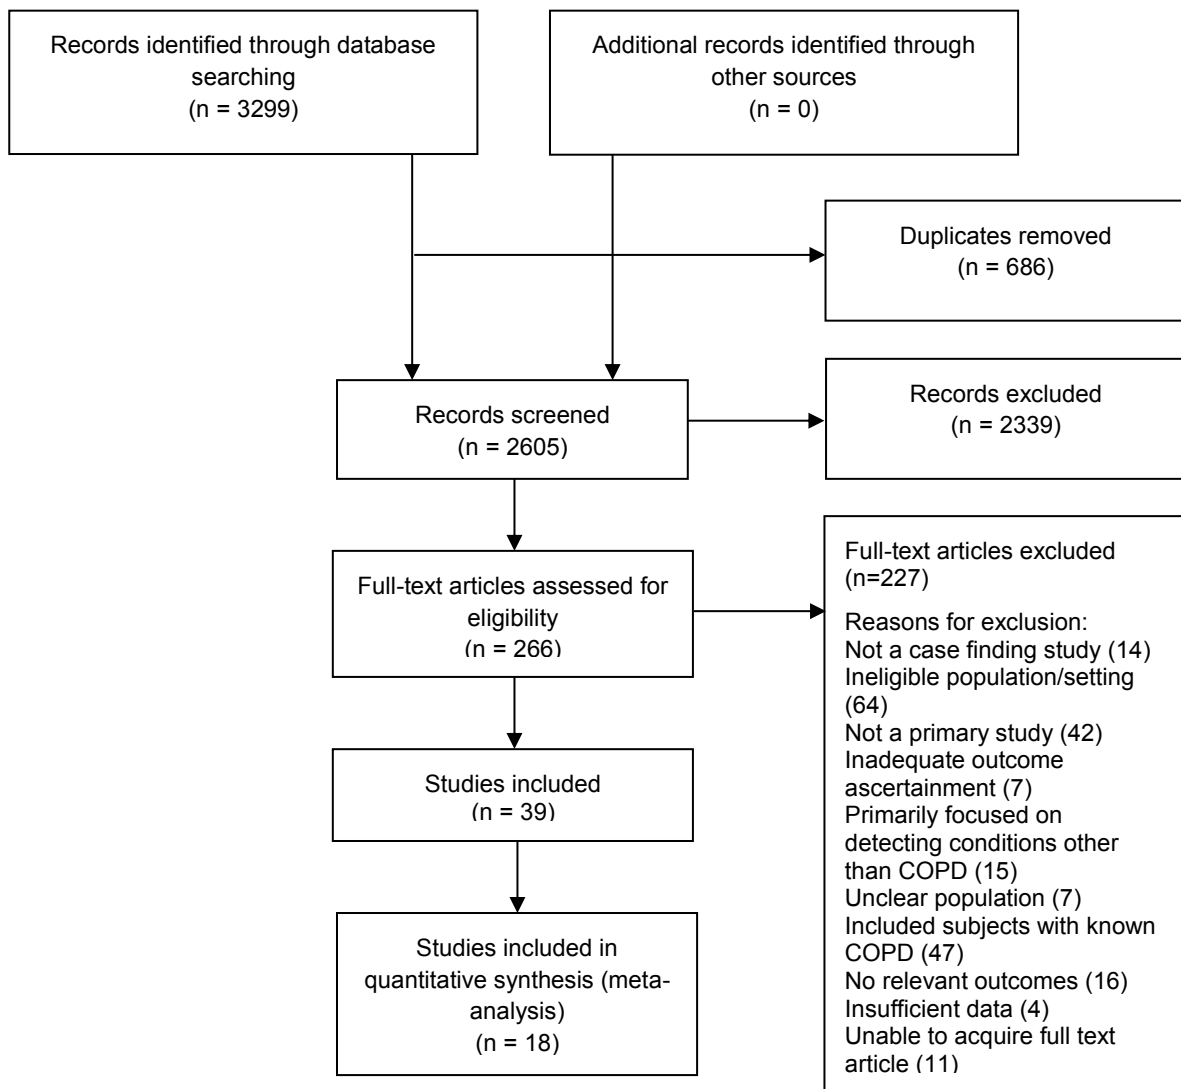 Records identified through database
searching
(n = 3299)
Additional records identified through
other sources
(n = 0)
Duplicates removed
(n = 686)
Records screened
(n = 2605)
Records excluded
(n = 2339)
Full-text articles assessed for
eligibility
(n = 266)
Full-text articles excluded
(n=227)
Reasons for exclusion:
Not a case finding study (14)
Ineligible population/setting
(64)
Not a primary study (42)
Inadequate outcome
ascertainment (7)
Primarily focused on
detecting conditions other
than COPD (15)
Unclear population (7)
Included subjects with known
COPD (47)
No relevant outcomes (16)
Insufficient data (4)
Unable to acquire full text
article (11)
Studies included
(n = 39)
Studies included in
quantitative synthesis (meta-
analysis)
(n = 18)